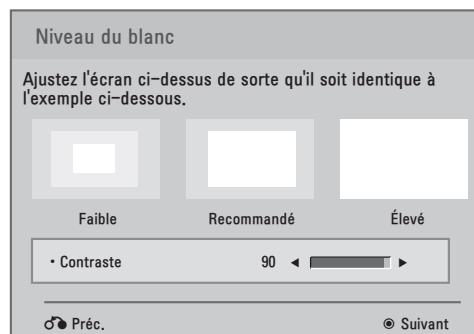 Niveau du blanc
Ajustez l'écran ci-dessus de sorte qu'il soit identique à
l'exemple ci-dessous.
Faible Recommandé Élevé
• Contraste 90 ◄ ►
Préc. ◉ Suivant